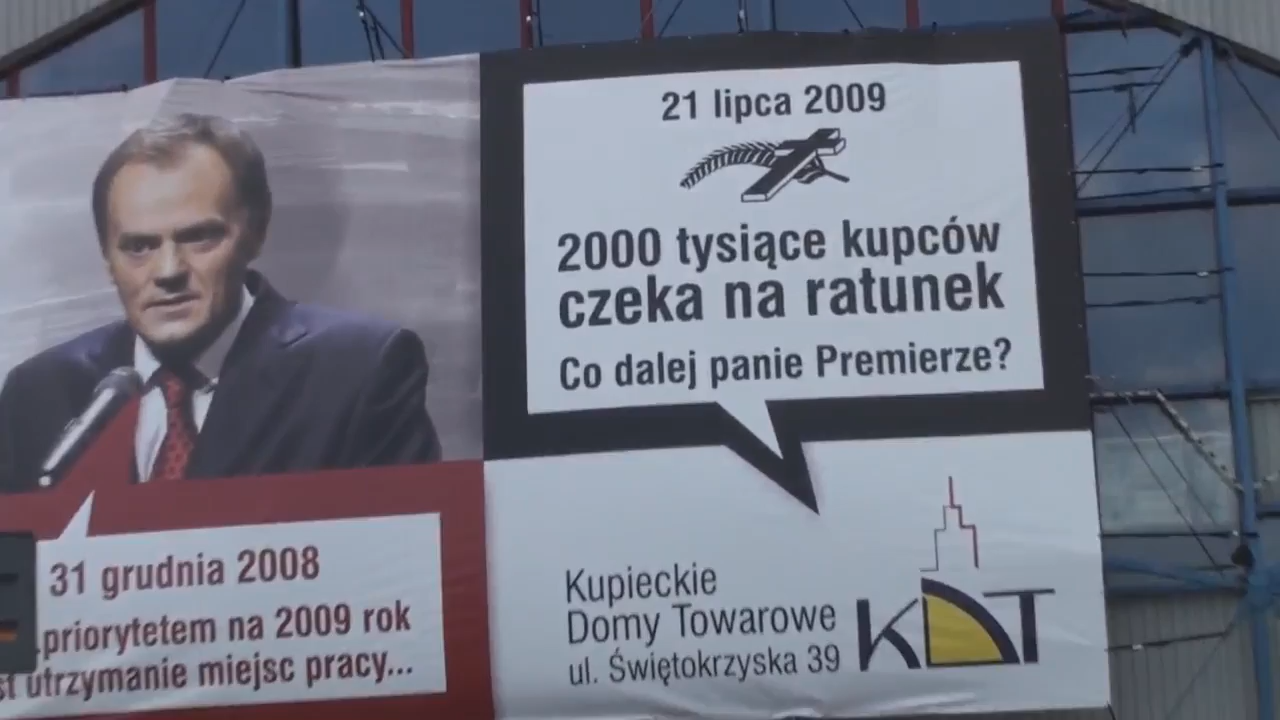 21 lipca 2009
2000 tysiące kupców
czeka na ratunek
Co dalej panie Premierze?
31 grudnia 2008
priorytetem na 2009 rok
utrzymanie miejsc pracy...
Kupieckie
Domy Towarowe
ul. Świętokrzyska 39
KDT